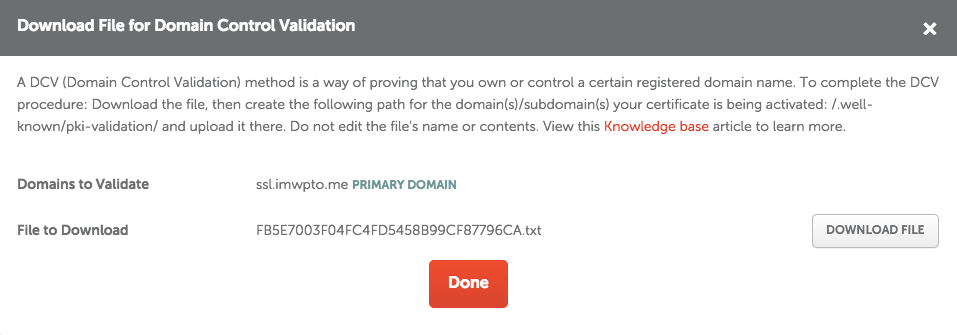 Download File for Domain Control Validation
A DCV (Domain Control Validation) method is a way of proving that you own or control a certain registered domain name. To complete the DCV
procedure: Download the file, then create the following path for the domain(s)/subdomain(s) your certificate is being activated: /.well-
known/pki-validation/ and upload it there. Do not edit the file's name or contents. View this Knowledge base article to learn more.
Domains to Validate ssl.imwpto.me PRIMARY DOMAIN
File to Download FB5E7003F04FC4FD5458B99CF87796CA.txt DOWNLOAD FILE
Done